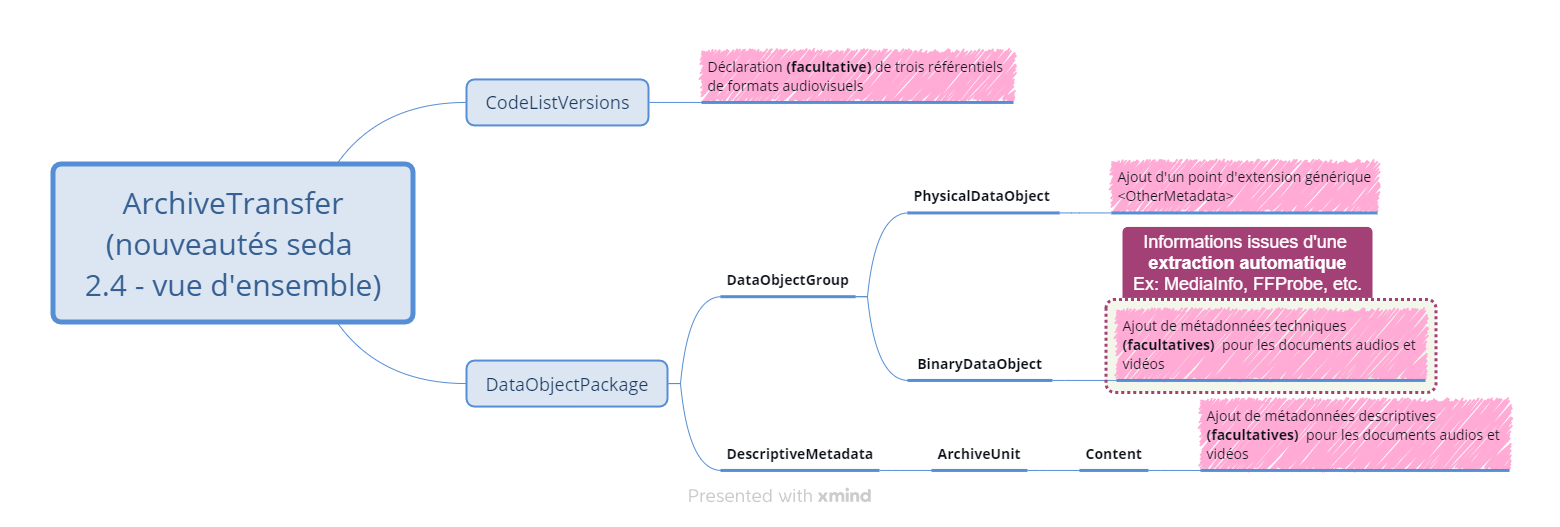 ArchiveTransfer
(nouveautés seda
2.4 - vue d'ensemble)
CodeListVersions
Déclaration (facultative) de trois référentiels
de formats audiovisuels
DataObjectPackage
DataObjectGroup
PhysicalDataObject
Ajout d'un point d'extension générique
<OtherMetadata>
BinaryDataObject
Informations issues d'une
extraction automatique
Ex: MediaInfo, FFProbe, etc.
Ajout de métadonnées techniques
(facultatives) pour les documents audios et
vidéos
DescriptiveMetadata
ArchiveUnit
Content
Ajout de métadonnées descriptives
(facultatives) pour les documents audios et
vidéos
Presented with xmind